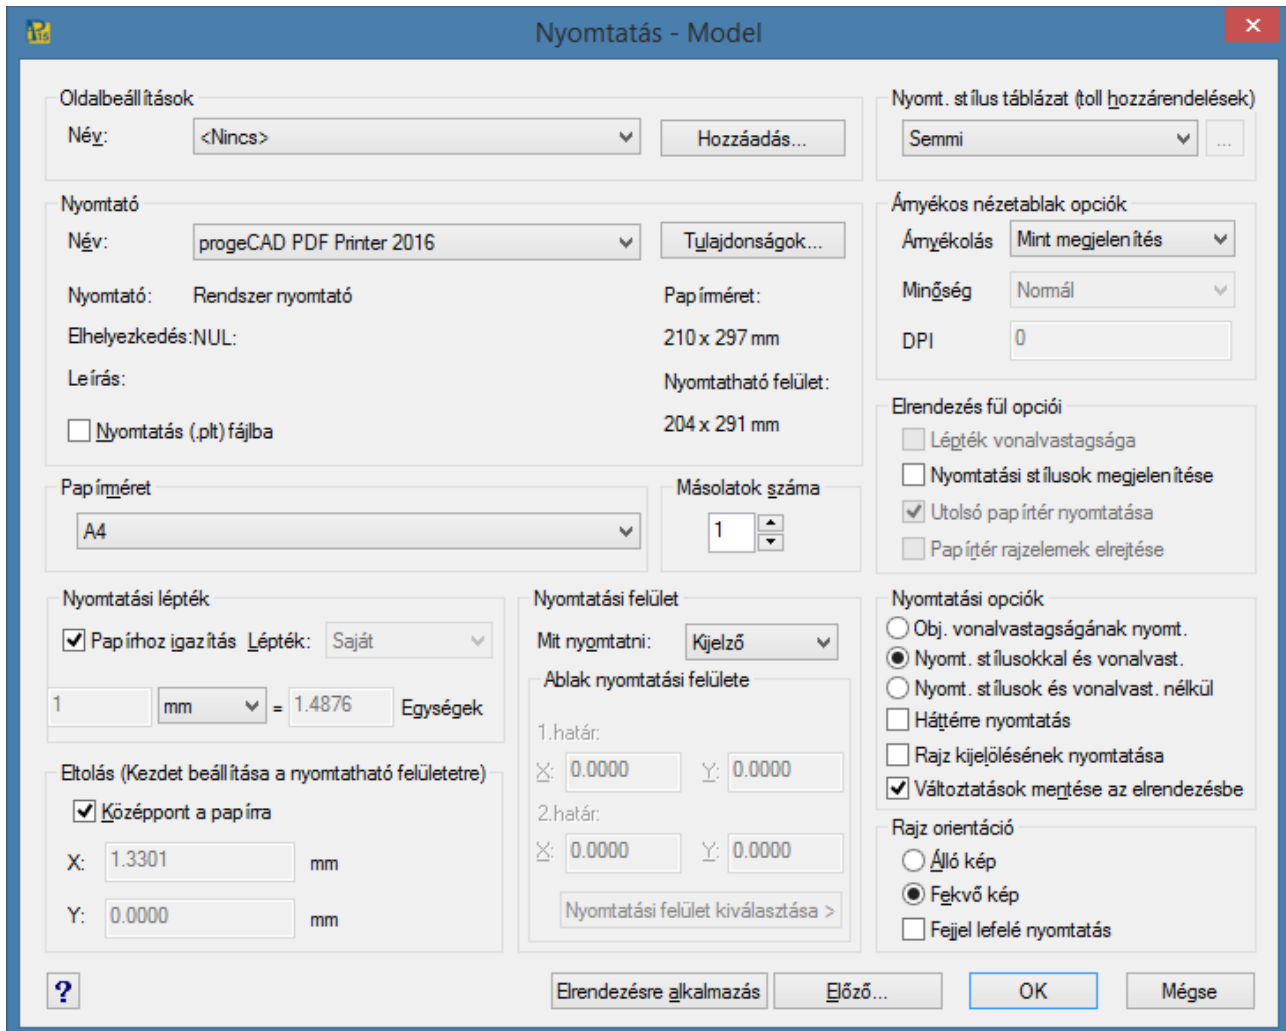 Nyomtatás - Model
Oldalbeállítások
Név:
<Nincs>
Hozzáadás...
Nyomt. stílus táblázat (toll hozzárendelések)
Semmi
...
Nyomtató
Név:
progeCAD PDF Printer 2016
Tulajdonságok...
Nyomtató:
Rendszer nyomtató
Papírméret:
Elhelyezkedés:
NUL:
210 x 297 mm
Leírás:
Nyomtatható felület:
204 x 291 mm
Nyomtatás (.plt) fájlba
Árnyékos nézetablak opciók
Árnyékolás
Mint megjelenítés
Minőség
Normál
DPI
0
Elrendezés fül opciói
Lépték vonalvastagsága
Nyomtatási stílusok megjelenítése
Utolsó papírtér nyomtatása
Papírtér rajzelemek elrejtése
Papírméret
A4
Másolatok száma
1
Nyomtatási lépték
Papírhoz igazítás
Lépték:
Saját
1
mm
=
1.4876
Egységek
Eltolás (Kezdet beállítása a nyomtatható felületetre)
Középpont a papírra
X:
1.3301
mm
Y:
0.0000
mm
Nyomtatási felület
Mit nyomtatni:
Kijelző
Ablak nyomtatási felülete
1.határ:
X:
0.0000
Y:
0.0000
2.határ:
X:
0.0000
Y:
0.0000
Nyomtatási felület kiválasztása >
Nyomtatási opciók
Obj. vonalvastagságának nyomt.
Nyomt. stílusokkal és vonalvast.
Nyomt. stílusok és vonalvast. nélkül
Háttérre nyomtatás
Rajz kijelölésének nyomtatása
Változtatások mentése az elrendezésbe
Rajz orientáció
Álló kép
Fekvő kép
Fejjel lefelé nyomtatás
?
Elrendezésre alkalmazás
Előző...
OK
Mégse